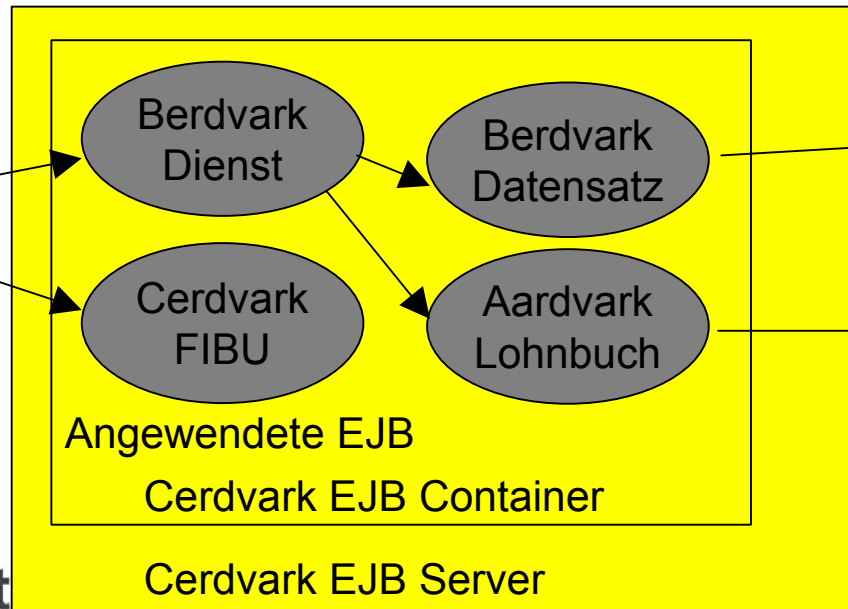 Berdvark
Dienst
Berdvark
Datensatz
Cerdvark
FIBU
Aardvark
Lohnbuch
Angewendete EJB
Cerdvark EJB Container
Cerdvark EJB Server
t